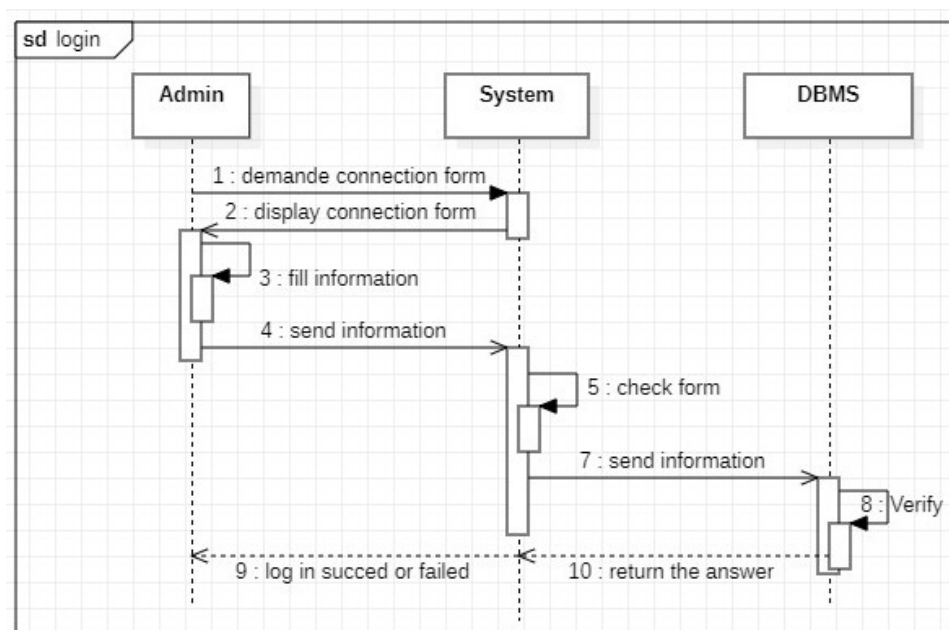 sd login
Admin
System
DBMS
1 : demande connection form
2 : display connection form
3 : fill information
4 : send information
5 : check form
7 : send information
8 : Verify
9 : log in succed or failed
10 : return the answer